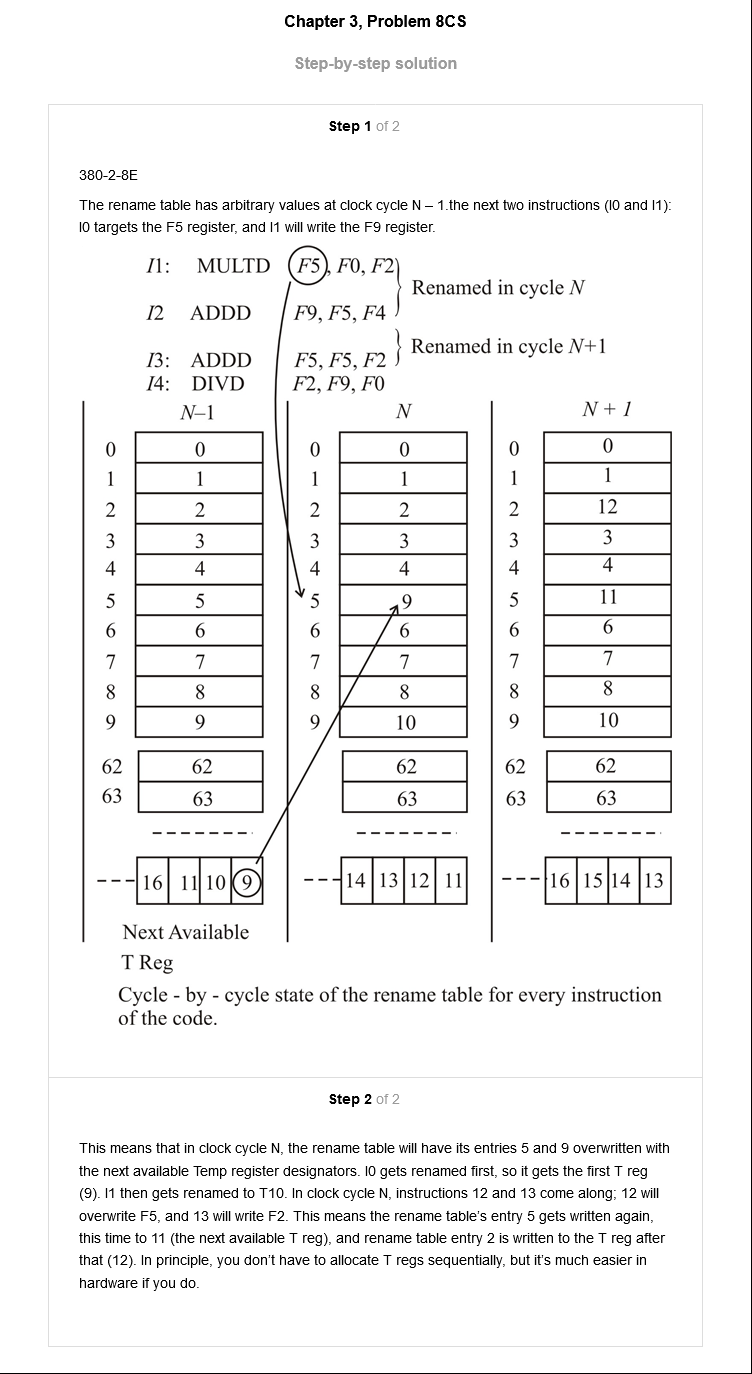 Chapter 3, Problem 8CS
Step-by-step solution
Step 1 of 2
380-2-8E
The rename table has arbitrary values at clock cycle N – 1.the next two instructions (I0 and I1):
I0 targets the F5 register, and I1 will write the F9 register.
I1: MULTD F5, F0, F2
Renamed in cycle N
I2 ADDD F9, F5, F4
Renamed in cycle N+1
I3: ADDD F5, F5, F2
I4: DIVD F2, F9, F0
N–1 N N + 1
0 0 0 0 0 0
1 1 1 1 1 1
2 2 2 2 2 12
3 3 3 3 3 3
4 4 4 4 4 4
5 5 5 9 5 11
6 6 6 6 6 6
7 7 7 7 7 7
8 8 8 8 8 8
9 9 9 10 9 10
62 62 62 62 62
63 63 63 63 63
16 11 10 9 14 13 12 11 16 15 14 13
Next Available
T Reg
Cycle - by - cycle state of the rename table for every instruction
of the code.
Step 2 of 2
This means that in clock cycle N, the rename table will have its entries 5 and 9 overwritten with
the next available Temp register designators. I0 gets renamed first, so it gets the first T reg
(9). I1 then gets renamed to T10. In clock cycle N, instructions 12 and 13 come along; 12 will
overwrite F5, and 13 will write F2. This means the rename table's entry 5 gets written again,
this time to 11 (the next available T reg), and rename table entry 2 is written to the T reg after
that (12). In principle, you don't have to allocate T regs sequentially, but it's much easier in
hardware if you do.